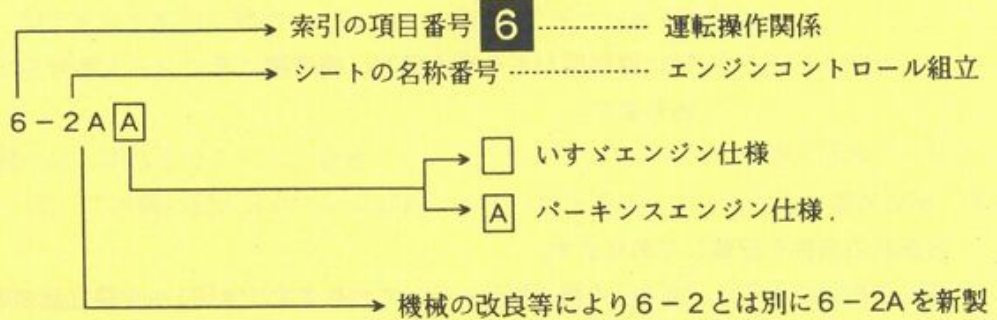 索引の項目番号 6 ………… 運転操作関係
シートの名称番号 ………… エンジンコントロール組立
6－2A A
いすゞエンジン仕様
A パーキンスエンジン仕様.
機械の改良等により6－2とは別に6－2Aを新製